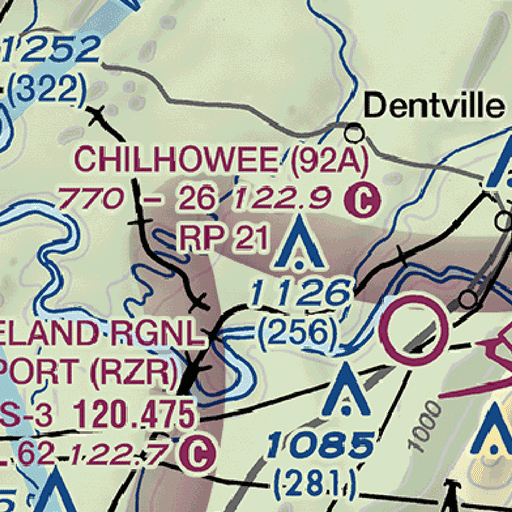 1252
(322)
Dentville
CHILHOWEE (92A)
770 - 26 122.9 C
RP 21
1126
(256)
ELAND RGNL
PORT (RZR)
S-3 120.475
L 62 122.7 C
1085
(281)
1000